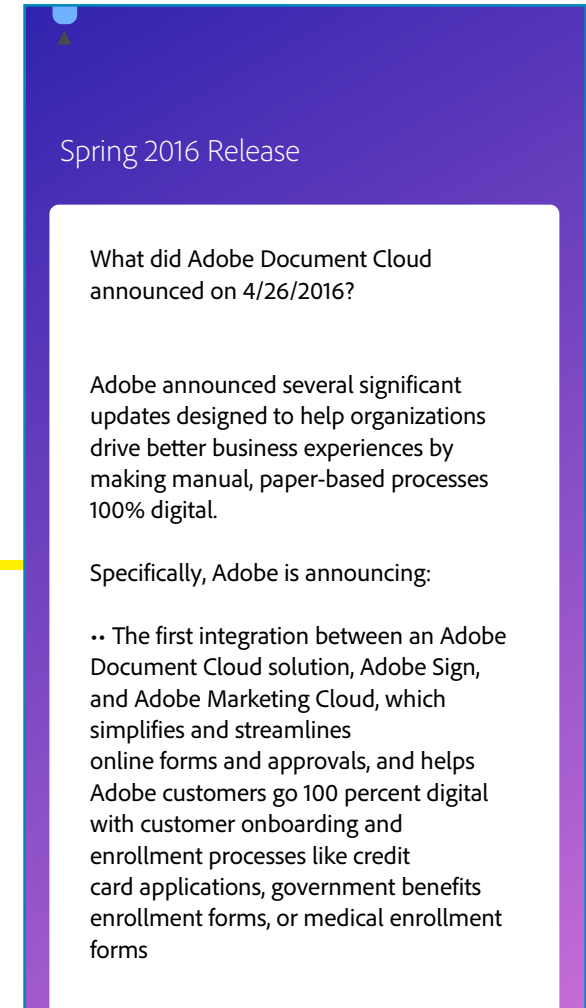 Spring 2016 Release
What did Adobe Document Cloud
announced on 4/26/2016?
Adobe announced several significant
updates designed to help organizations
drive better business experiences by
making manual, paper-based processes
100% digital.
Specifically, Adobe is announcing:
•• The first integration between an Adobe
Document Cloud solution, Adobe Sign,
and Adobe Marketing Cloud, which
simplifies and streamlines
online forms and approvals, and helps
Adobe customers go 100 percent digital
with customer onboarding and
enrollment processes like credit
card applications, government benefits
enrollment forms, or medical enrollment
forms